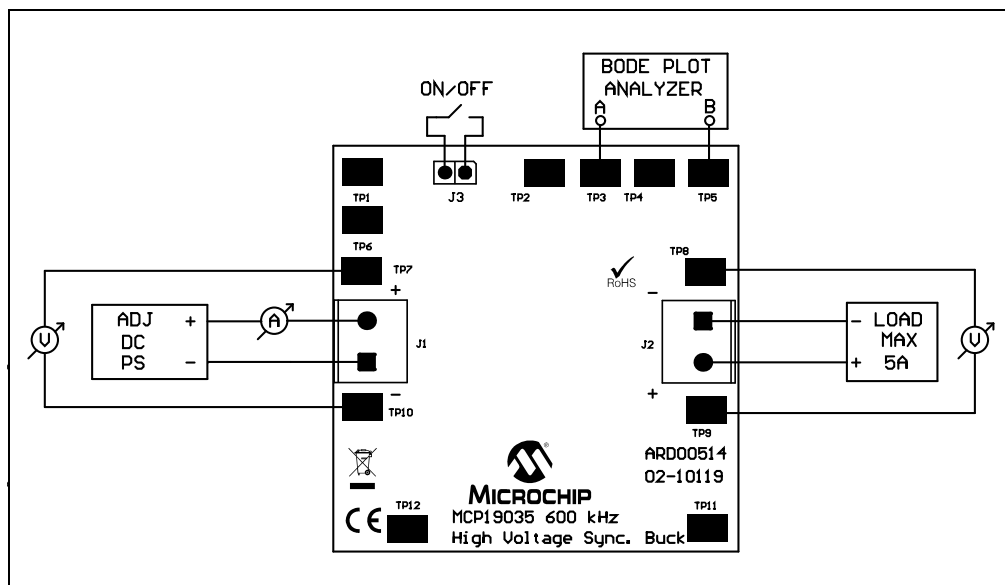 BODE PLOT
ANALYZER
A B
ON/OFF
J3
TP1
TP2
TP3
TP4
TP5
TP6
TP7
TP8
RoHS
+
-
ADJ +
DC
PS -
A
V
J1
J2
- LOAD
MAX
+ 5A
V
-
+
TP10
TP9
ARD00514
02-10119
MICROCHIP
®
CE
TP12
TP11
MCP19035 600 kHz
High Voltage Sync. Buck